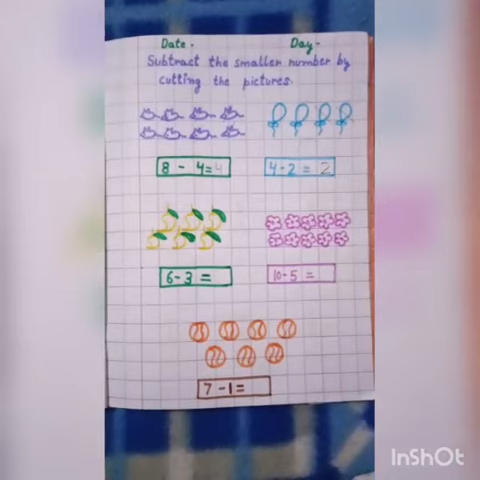 Date - Day -
Subtract the smaller number by
cutting the pictures.
8 - 4 = 4
4 - 2 = 2
6 - 3 =
10 - 5 =
7 - 1 =
InShOt